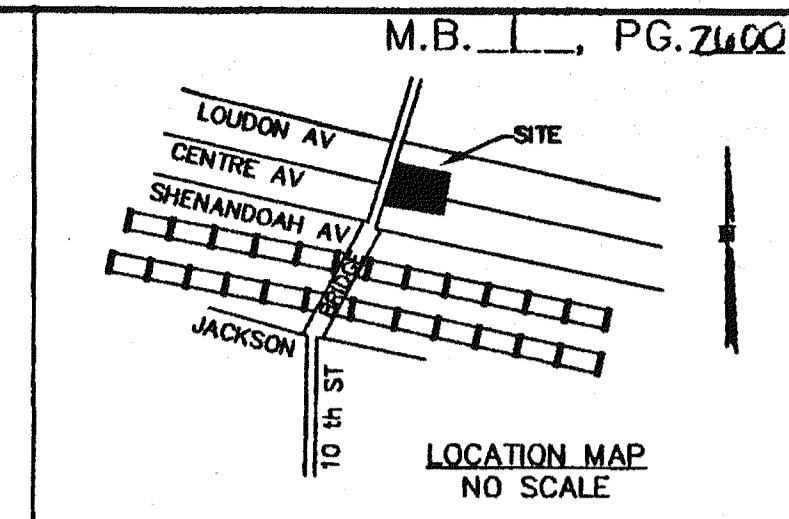 M.B. 1, PG. 2600
LOUDON AV
SITE
CENTRE AV
SHENANDOAH AV
BRIDGE
JACKSON
10 th ST
LOCATION MAP
NO SCALE